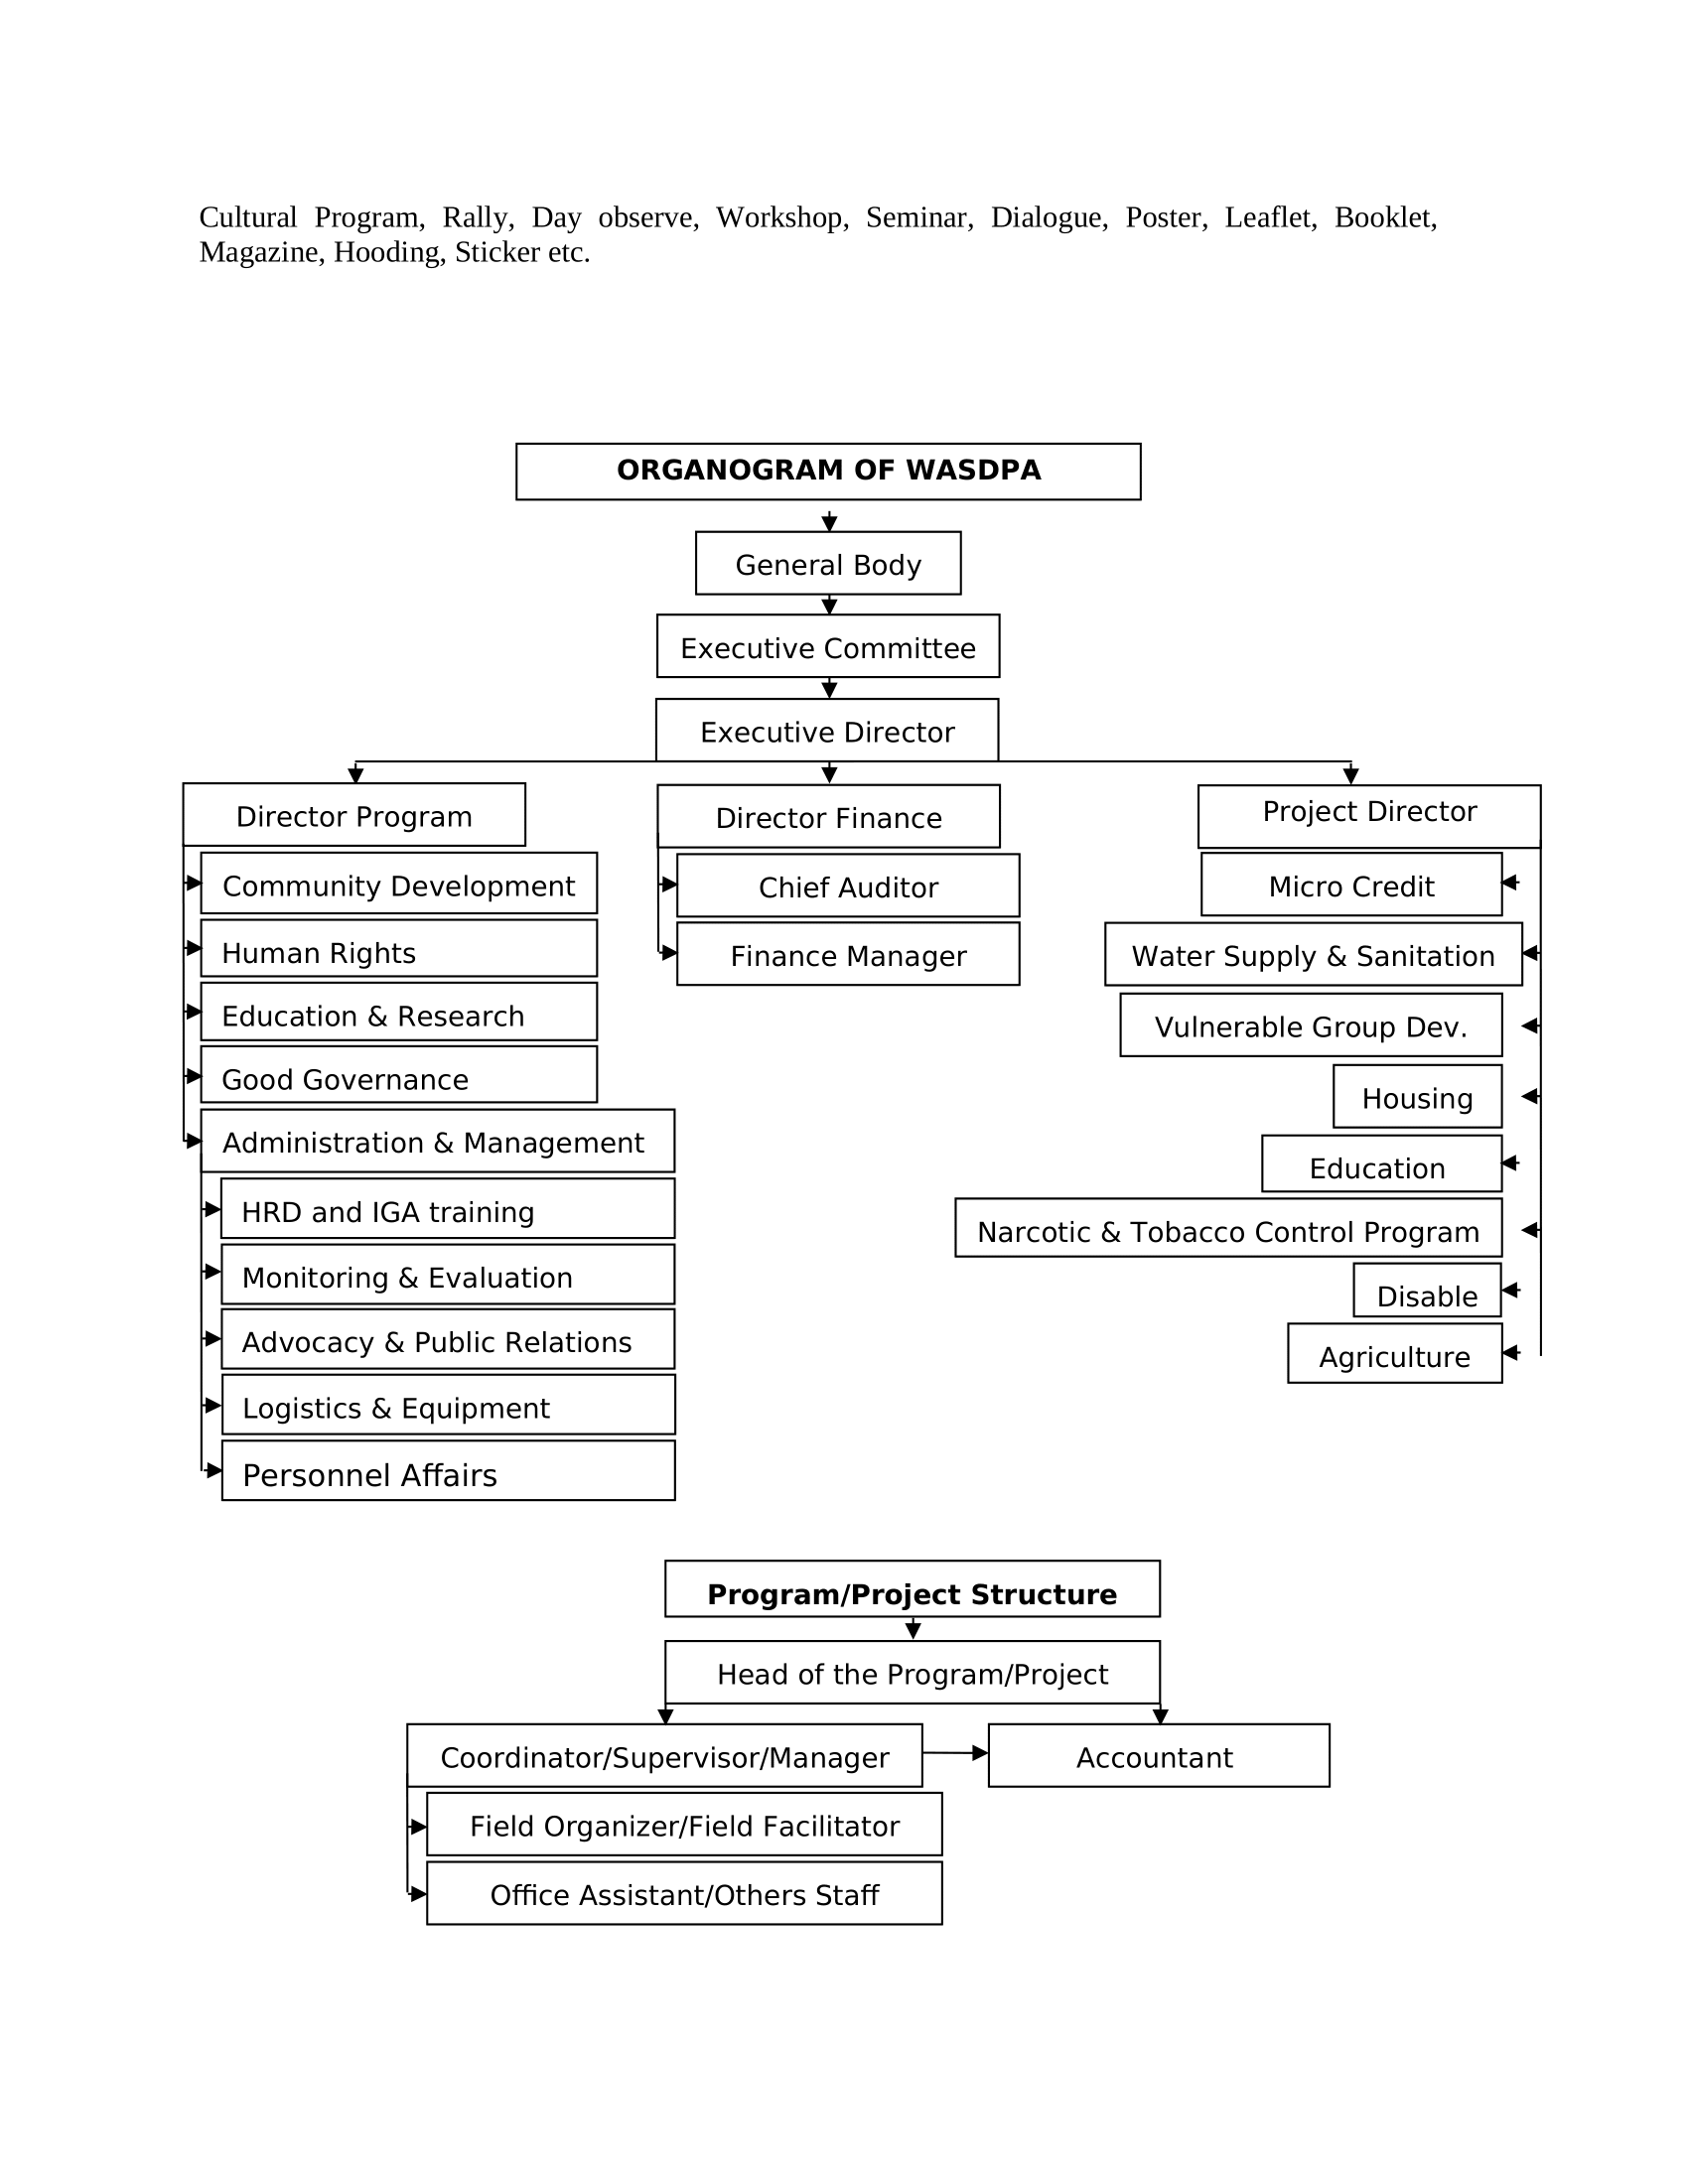 Cultural Program, Rally, Day observe, Workshop, Seminar, Dialogue, Poster, Leaflet, Booklet,
Magazine, Hooding, Sticker etc.
ORGANOGRAM OF WASDPA
General Body
Executive Committee
Executive Director
Director Program
Community Development
Human Rights
Education & Research
Good Governance
Administration & Management
HRD and IGA training
Monitoring & Evaluation
Advocacy & Public Relations
Logistics & Equipment
Personnel Affairs
Director Finance
Chief Auditor
Finance Manager
Project Director
Micro Credit
Water Supply & Sanitation
Vulnerable Group Dev.
Housing
Education
Narcotic & Tobacco Control Program
Disable
Agriculture
Program/Project Structure
Head of the Program/Project
Coordinator/Supervisor/Manager
Accountant
Field Organizer/Field Facilitator
Office Assistant/Others Staff